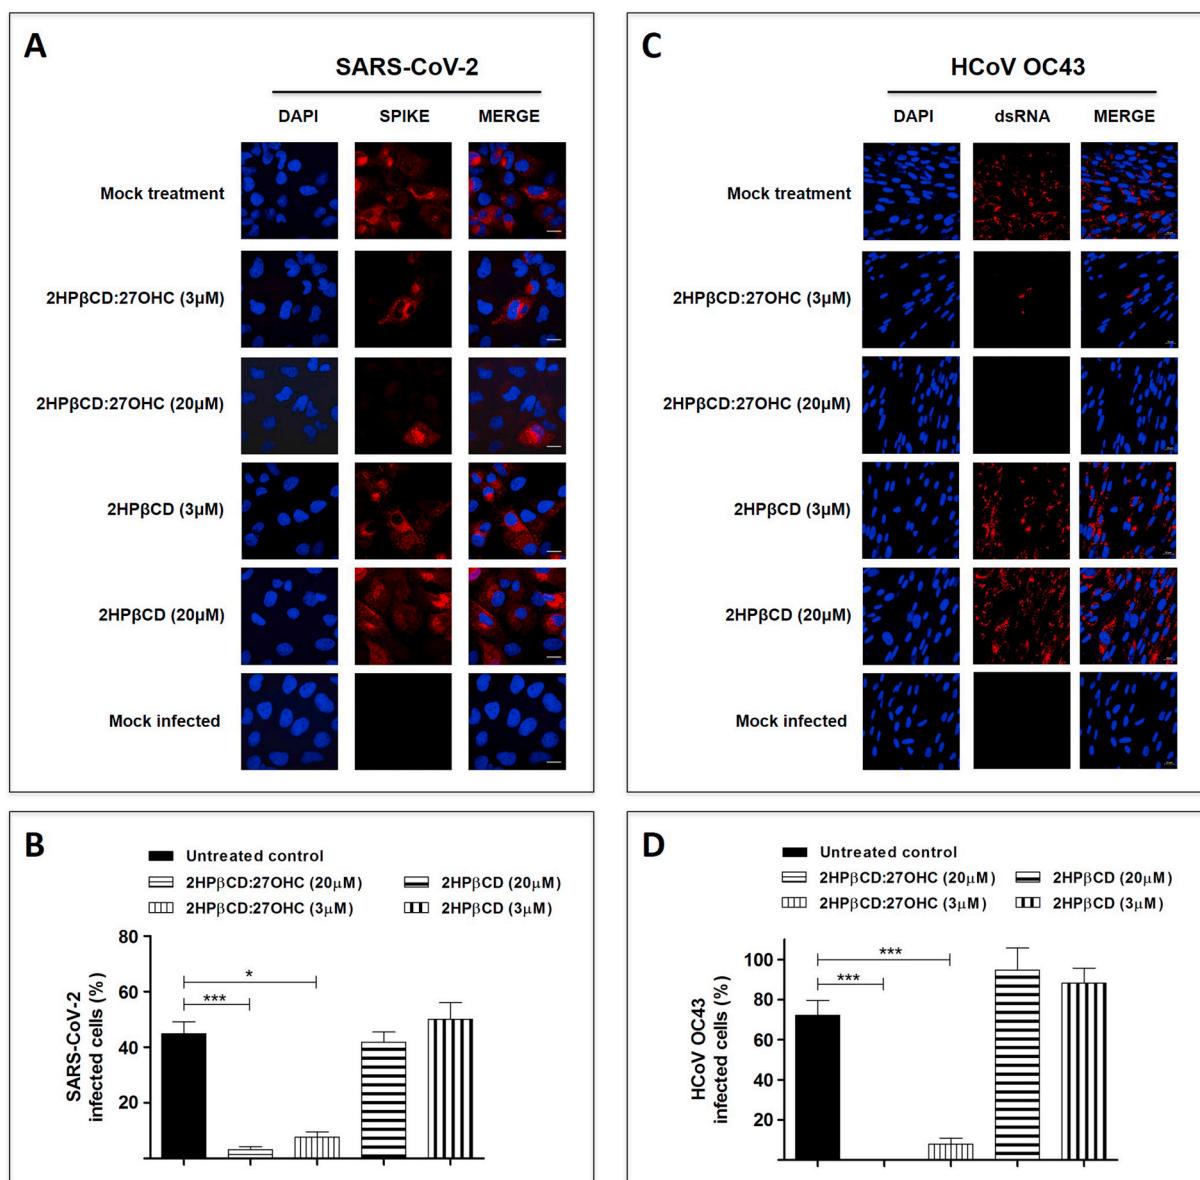 A
SARS-CoV-2
DAPI SPIKE MERGE
Mock treatment
2HPβCD:27OHC (3µM)
2HPβCD:27OHC (20µM)
2HPβCD (3µM)
2HPβCD (20µM)
Mock infected
C
HCoV OC43
DAPI dsRNA MERGE
Mock treatment
2HPβCD:27OHC (3µM)
2HPβCD:27OHC (20µM)
2HPβCD (3µM)
2HPβCD (20µM)
Mock infected
B
Untreated control
2HPβCD:27OHC (20µM) 2HPβCD (20µM)
2HPβCD:27OHC (3µM) 2HPβCD (3µM)
SARS-CoV-2
infected cells (%)
80
60
40
20
*
***
D
Untreated control
2HPβCD:27OHC (20µM) 2HPβCD (20µM)
2HPβCD:27OHC (3µM) 2HPβCD (3µM)
HCoV OC43
infected cells (%)
100
80
60
40
20
***
***